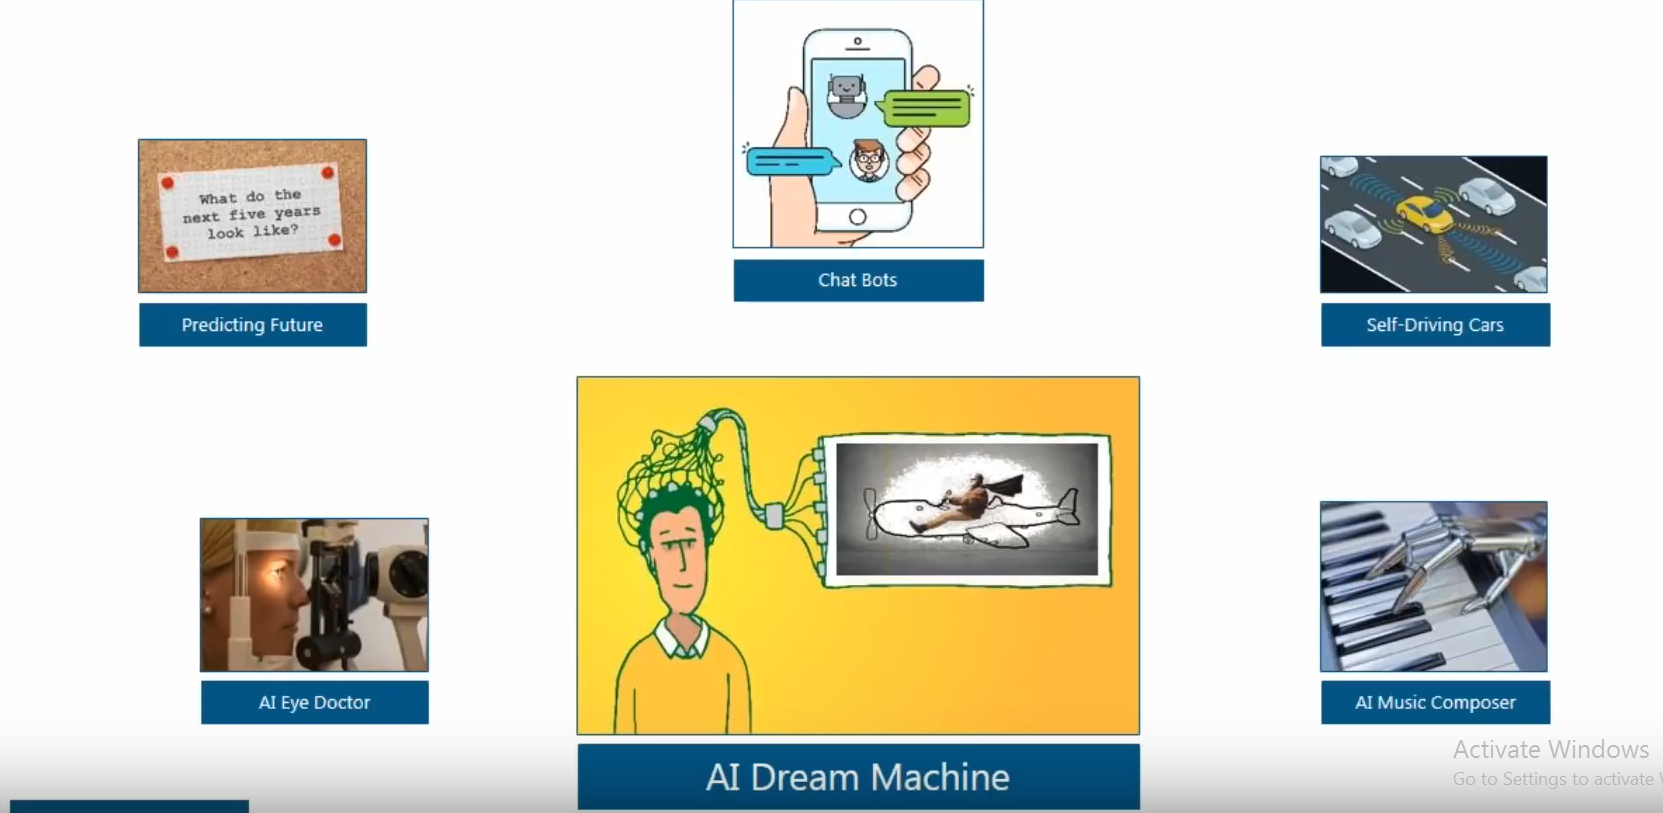 What do the
next five years
look like?
Predicting Future
Chat Bots
Self-Driving Cars
AI Eye Doctor
AI Dream Machine
AI Music Composer
Activate Windows
Go to Settings to activate